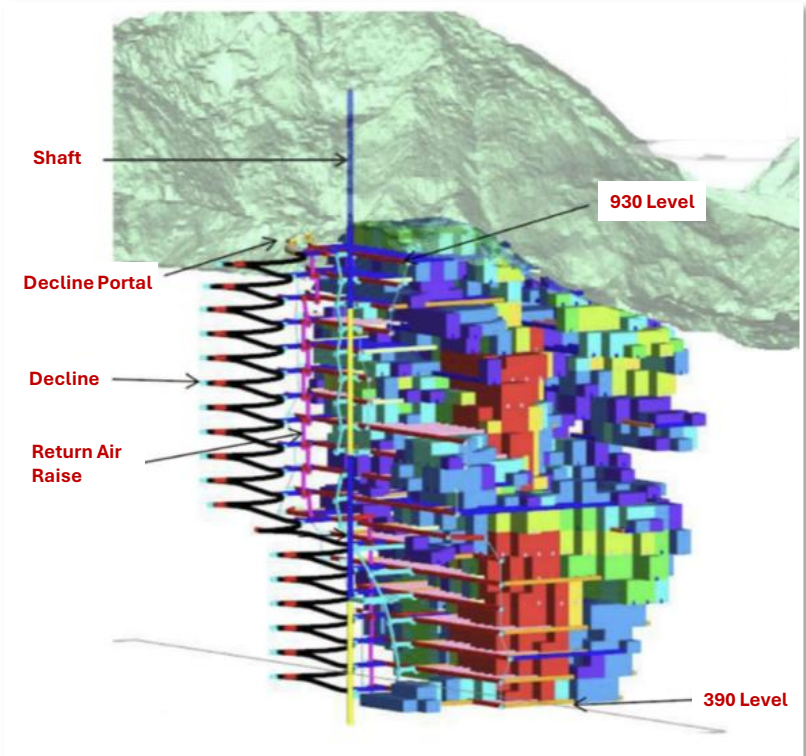 Shaft
930 Level
Decline Portal
Decline
Return Air
Raise
390 Level